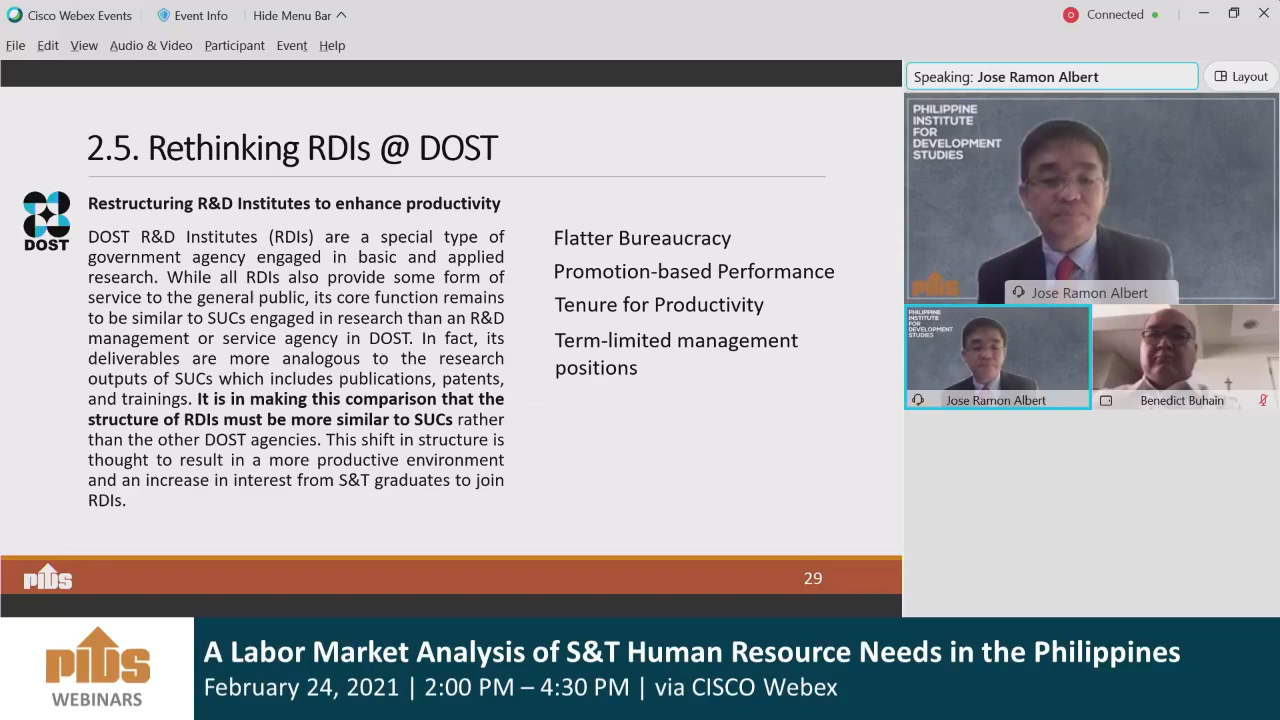 Cisco Webex Events
Event Info
Hide Menu Bar
Connected
File Edit View Audio & Video Participant Event Help
Speaking: Jose Ramon Albert
Layout
2.5. Rethinking RDIs @ DOST
DOST
Restructuring R&D Institutes to enhance productivity
DOST R&D Institutes (RDIs) are a special type of
government agency engaged in basic and applied
research. While all RDIs also provide some form of
service to the general public, its core function remains
to be similar to SUCs engaged in research than an R&D
management or service agency in DOST. In fact, its
deliverables are more analogous to the research
outputs of SUCs which includes publications, patents,
and trainings. It is in making this comparison that the
structure of RDIs must be more similar to SUCs rather
than the other DOST agencies. This shift in structure is
thought to result in a more productive environment
and an increase in interest from S&T graduates to join
RDIs.
Flatter Bureaucracy
Promotion-based Performance
Tenure for Productivity
Term-limited management
positions
PIDS
29
PHILIPPINE
INSTITUTE
FOR
DEVELOPMENT
STUDIES
PIDS
Jose Ramon Albert
PHILIPPINE
INSTITUTE
FOR
DEVELOPMENT
STUDIES
Jose Ramon Albert
Benedict Buhain
PIDS
WEBINARS
A Labor Market Analysis of S&T Human Resource Needs in the Philippines
February 24, 2021 | 2:00 PM – 4:30 PM | via CISCO Webex